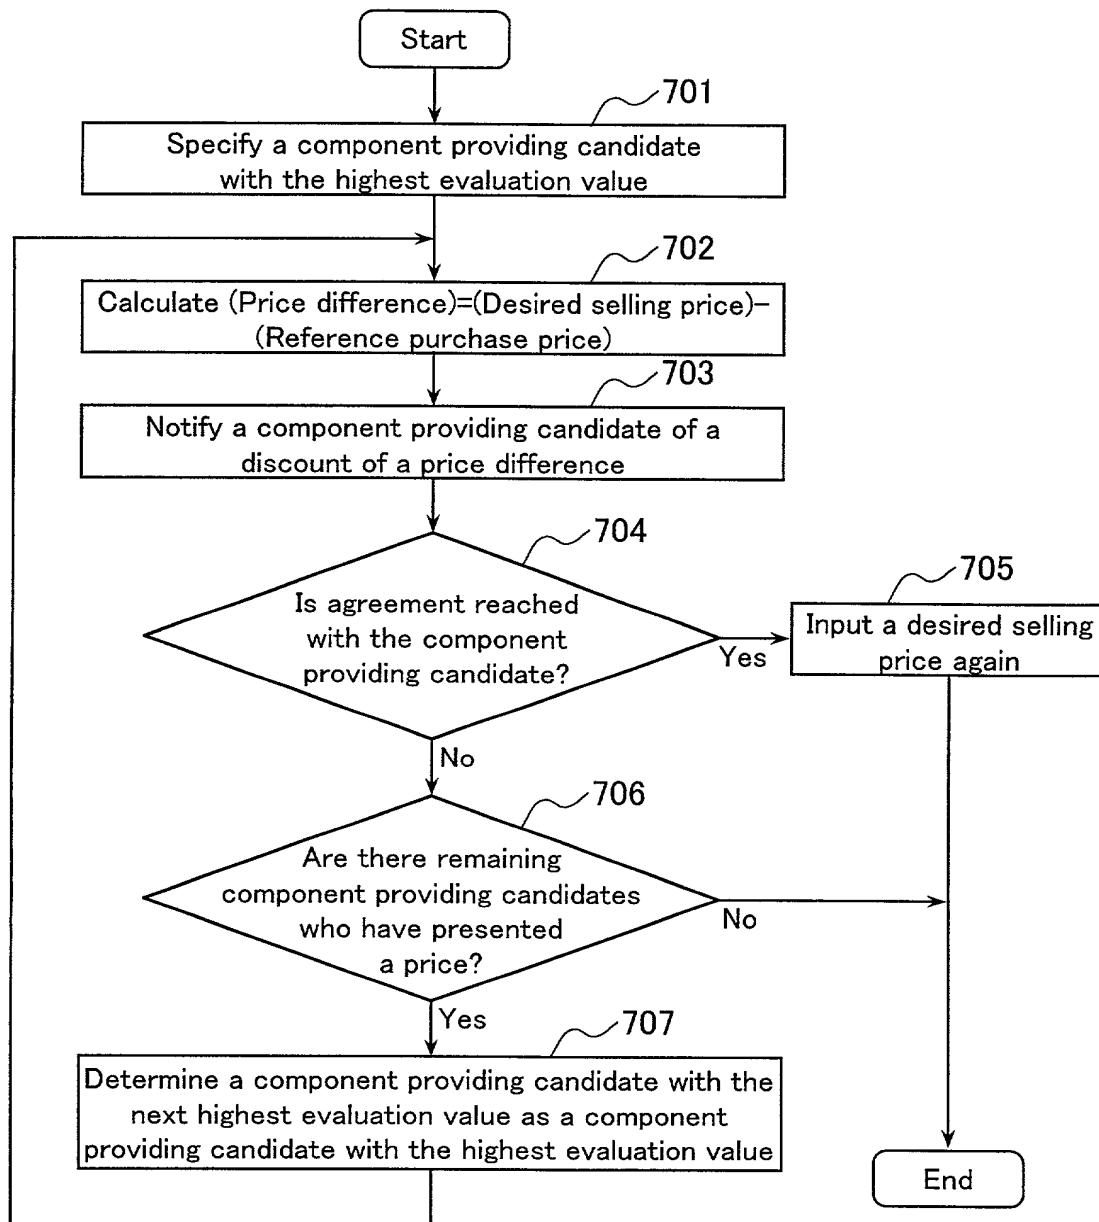 Start
701
Specify a component providing candidate
with the highest evaluation value
702
Calculate (Price difference)=(Desired selling price)-
(Reference purchase price)
703
Notify a component providing candidate of a
discount of a price difference
704
Is agreement reached
with the component
providing candidate?
Yes
705
Input a desired selling
price again
No
706
Are there remaining
component providing candidates
who have presented
a price?
No
Yes
707
Determine a component providing candidate with the
next highest evaluation value as a component
providing candidate with the highest evaluation value
End